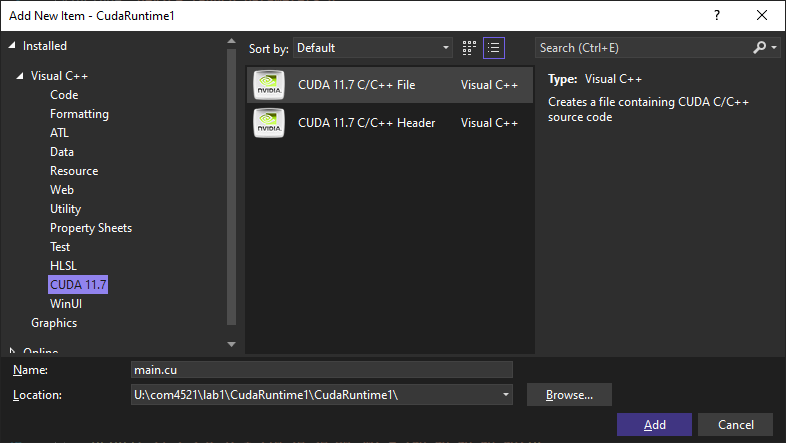 Add New Item - CudaRuntime1
Installed
Visual C++
Code
Formatting
ATL
Data
Resource
Web
Utility
Property Sheets
Test
HLSL
CUDA 11.7
WinUI
Graphics
Online
Sort by: Default
NVIDIA. CUDA 11.7 C/C++ File Visual C++
NVIDIA. CUDA 11.7 C/C++ Header Visual C++
Search (Ctrl+E)
Type: Visual C++
Creates a file containing CUDA C/C++
source code
Name: main.cu
Location: U:\com4521\lab1\CudaRuntime1\CudaRuntime1\
Browse...
Add Cancel